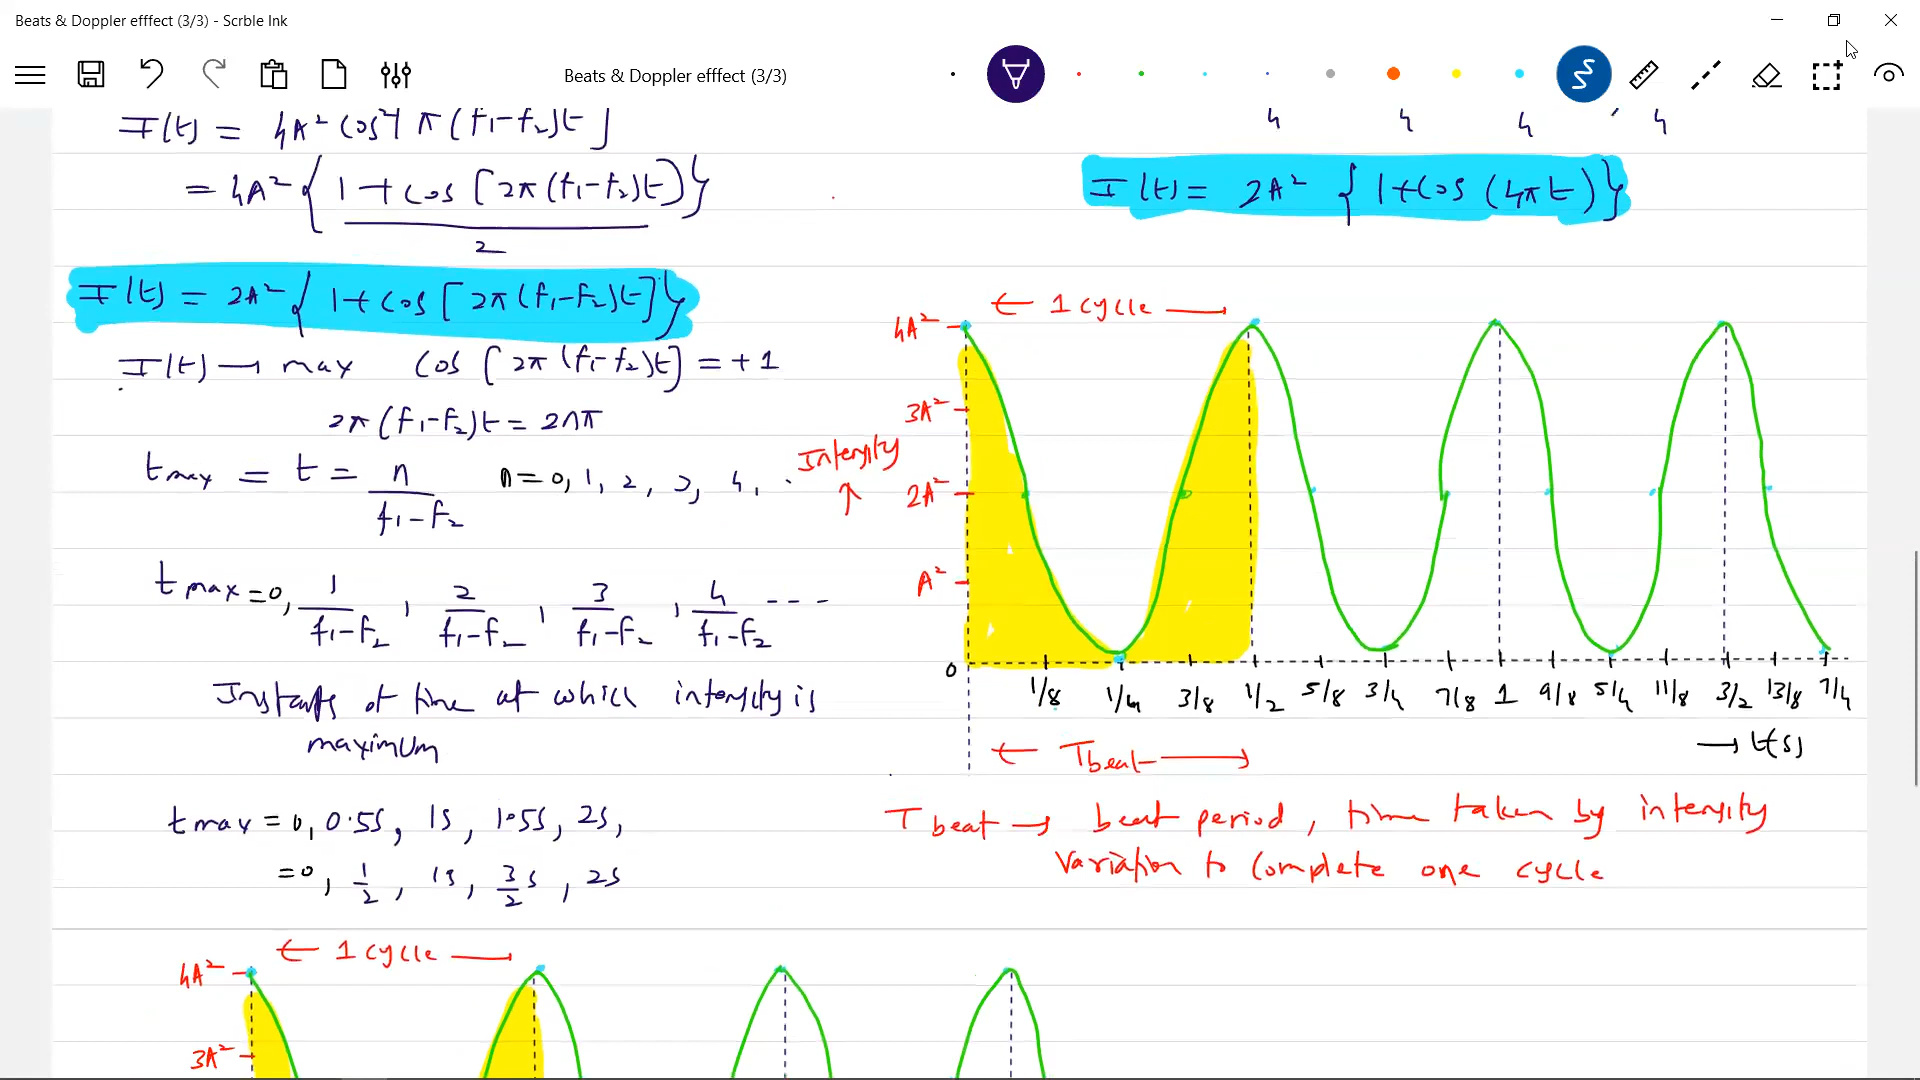 Beats & Doppler efffect (3/3) - Scrble Ink
Beats & Doppler efffect (3/3)
I(t) = 4A² cos² [ π (f₁-f₂)t ]
= 4A² { 1 + cos [2π (f₁-f₂)t] / 2 }
I(t) = 2A² { 1 + cos [ 2π (f₁-f₂)t ] }
I(t) → max cos [ 2π (f₁-f₂)t ] = +1
2π (f₁-f₂)t = 2nπ
tmax = t = n / f₁-f₂ n = 0, 1, 2, 3, 4, .
tmax = 0, 1 / f₁-f₂ , 2 / f₁-f₂ , 3 / f₁-f₂ , 4 / f₁-f₂ ---
Instants of time at which intensity is
maximum
tmax = 0, 0.5s, 1s, 1.5s, 2s,
= 0, 1/2, 1s, 3/2 s, 2s
4 4 4 4
I(t) = 2A² { 1 + cos (4πt) }
← 1 cycle →
4A²
3A²
Intensity
↑
2A²
A²
0
1/8 1/4 3/8 1/2 5/8 3/4 7/8 1 9/8 5/4 11/8 3/2 13/8 7/4
→ t(s)
← Tbeat →
Tbeat → beat period, time taken by intensity
variation to complete one cycle
← 1 cycle →
4A²
3A²